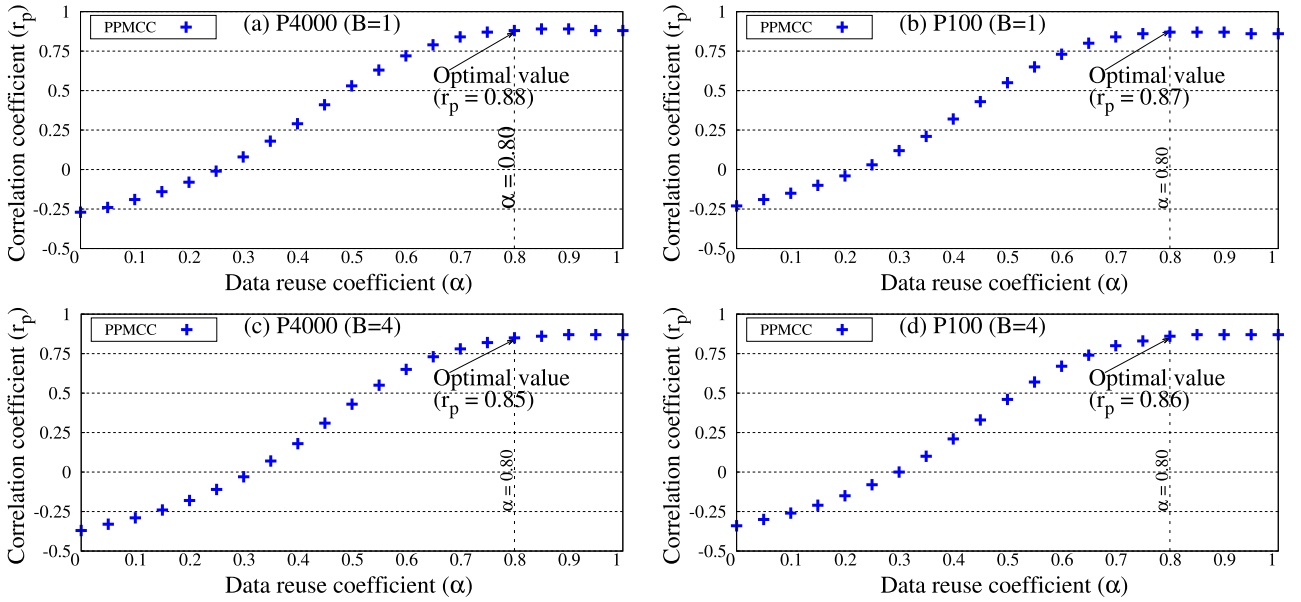 (a) P4000 (B=1)
PPMCC
Correlation coefficient (r_p)
1
0.75
0.5
0.25
0
-0.25
-0.5
Optimal value
(r_p = 0.88)
α = 0.80
0 0.1 0.2 0.3 0.4 0.5 0.6 0.7 0.8 0.9 1
Data reuse coefficient (α)
(b) P100 (B=1)
PPMCC
Correlation coefficient (r_p)
1
0.75
0.5
0.25
0
-0.25
-0.5
Optimal value
(r_p = 0.87)
α = 0.80
0 0.1 0.2 0.3 0.4 0.5 0.6 0.7 0.8 0.9 1
Data reuse coefficient (α)
(c) P4000 (B=4)
PPMCC
Correlation coefficient (r_p)
1
0.75
0.5
0.25
0
-0.25
-0.5
Optimal value
(r_p = 0.85)
α = 0.80
0 0.1 0.2 0.3 0.4 0.5 0.6 0.7 0.8 0.9 1
Data reuse coefficient (α)
(d) P100 (B=4)
PPMCC
Correlation coefficient (r_p)
1
0.75
0.5
0.25
0
-0.25
-0.5
Optimal value
(r_p = 0.86)
α = 0.80
0 0.1 0.2 0.3 0.4 0.5 0.6 0.7 0.8 0.9 1
Data reuse coefficient (α)